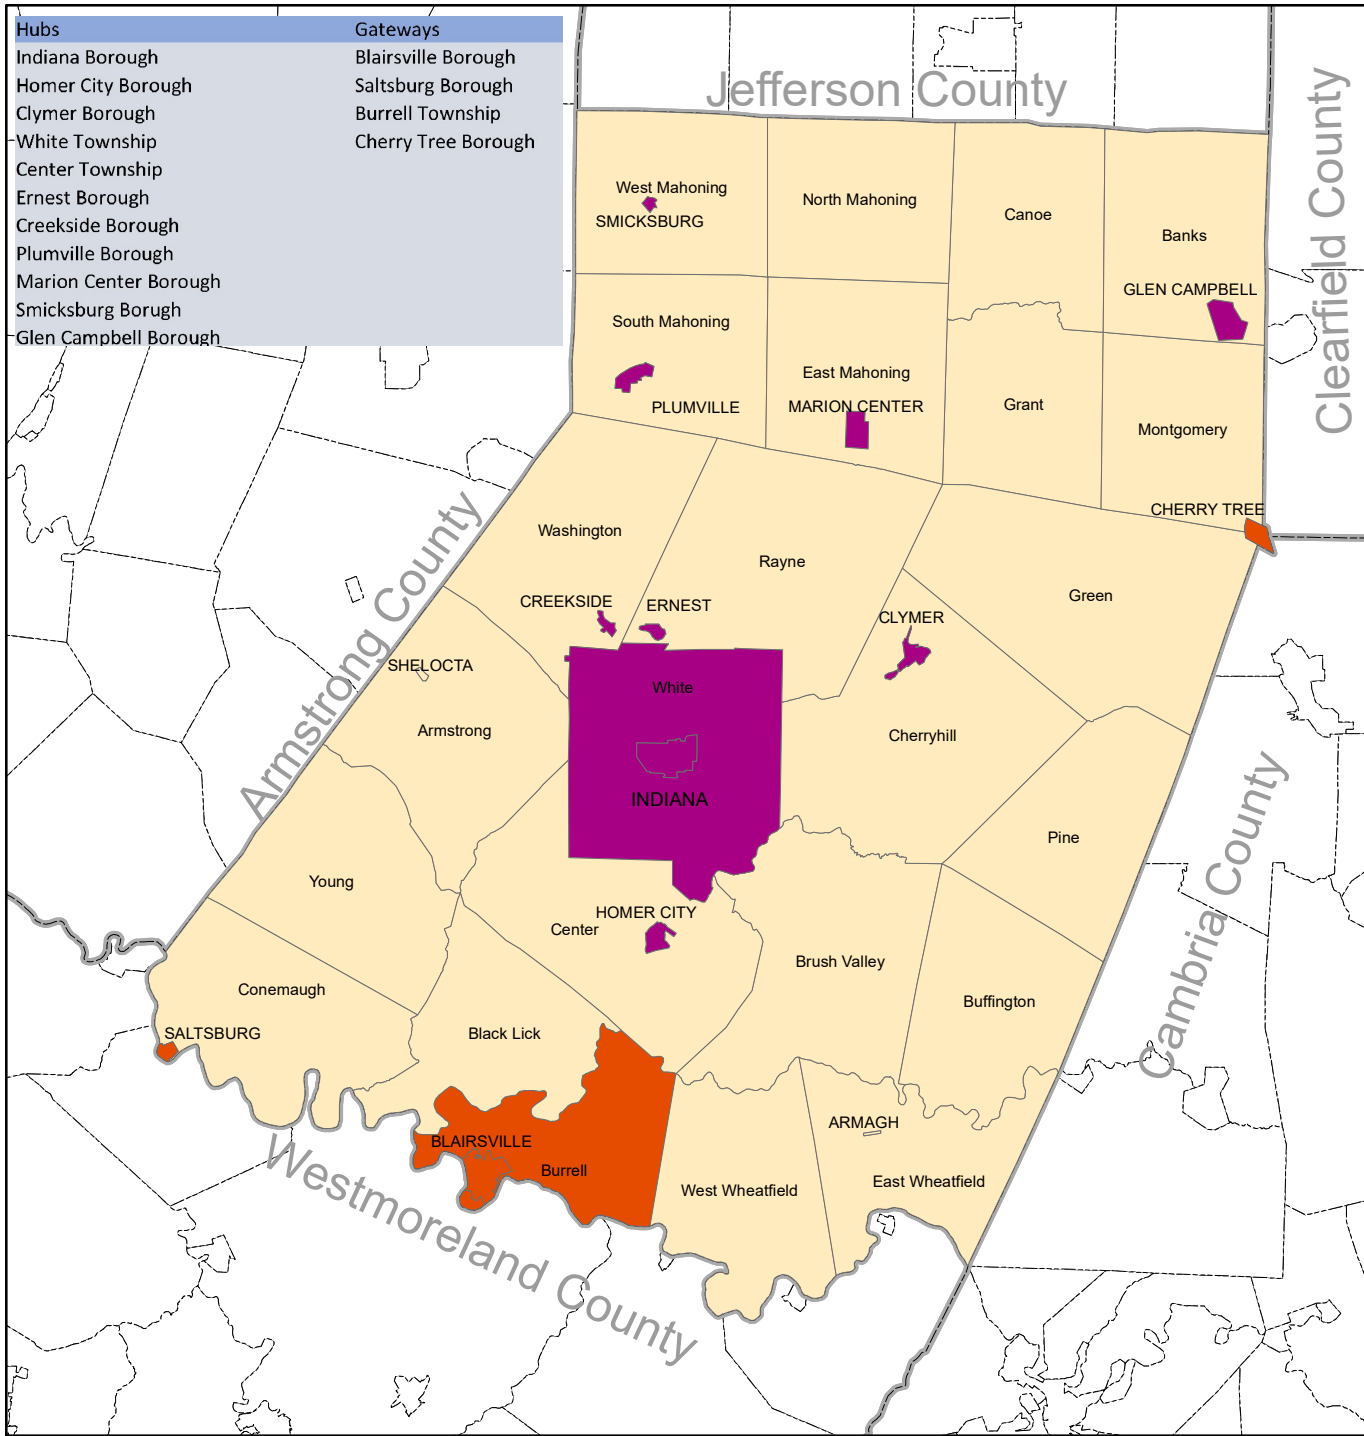 Hubs Gateways
Indiana Borough Blairsville Borough
Homer City Borough Saltsburg Borough
Clymer Borough Burrell Township
White Township Cherry Tree Borough
Center Township
Ernest Borough
Creekside Borough
Plumville Borough
Marion Center Borough
Smicksburg Borugh
Glen Campbell Borough
Jefferson County
Clearfield County
West Mahoning
SMICKSBURG
North Mahoning
Canoe
Banks
GLEN CAMPBELL
South Mahoning
PLUMVILLE
East Mahoning
MARION CENTER
Grant
Montgomery
CHERRY TREE
Armstrong County
Washington
Rayne
Green
CREEKSIDE
ERNEST
CLYMER
SHELOCTA
White
Armstrong
Cherryhill
INDIANA
Pine
Young
HOMER CITY
Center
Brush Valley
Buffington
Cambria County
Conemaugh
SALTSBURG
Black Lick
ARMAGH
BLAIRSVILLE
Burrell
West Wheatfield
East Wheatfield
Westmoreland County